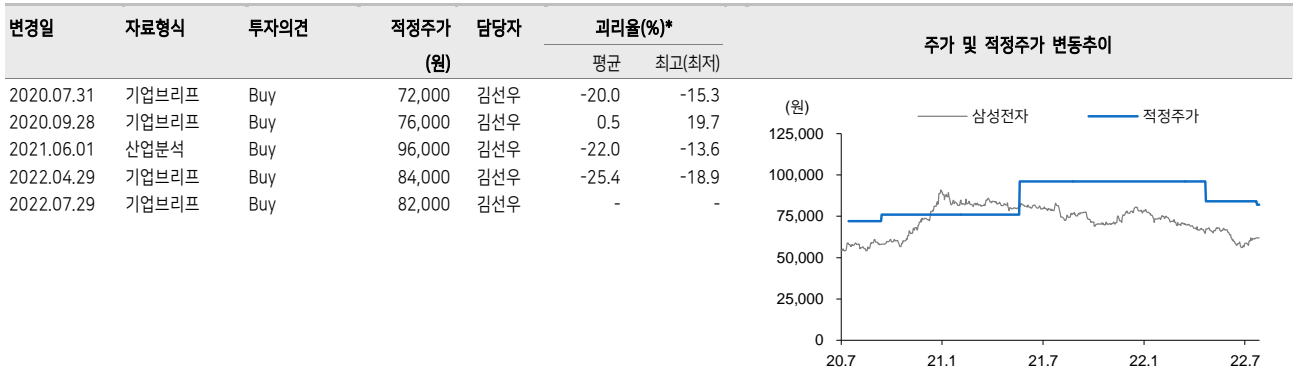 변경일 자료형식 투자의견 적정주가 담당자 괴리율(%)* 주가 및 적정주가 변동추이
(원) 평균 최고(최저)
2020.07.31 기업브리프 Buy 72,000 김선우 -20.0 -15.3
2020.09.28 기업브리프 Buy 76,000 김선우 0.5 19.7
2021.06.01 산업분석 Buy 96,000 김선우 -22.0 -13.6
2022.04.29 기업브리프 Buy 84,000 김선우 -25.4 -18.9
2022.07.29 기업브리프 Buy 82,000 김선우 - -
(원) 삼성전자 적정주가
125,000
100,000
75,000
50,000
25,000
0
20.7 21.1 21.7 22.1 22.7